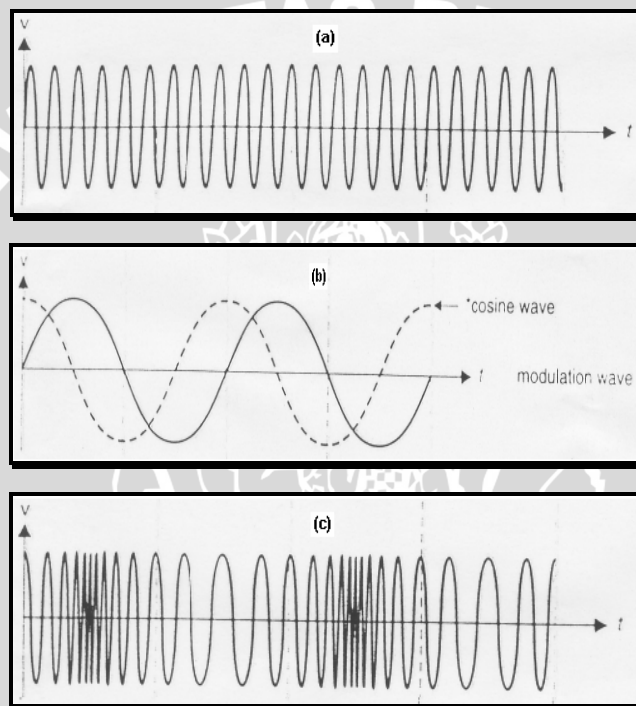 (a)
v
t
(b)
v
*cosine wave
t modulation wave
(c)
v
t